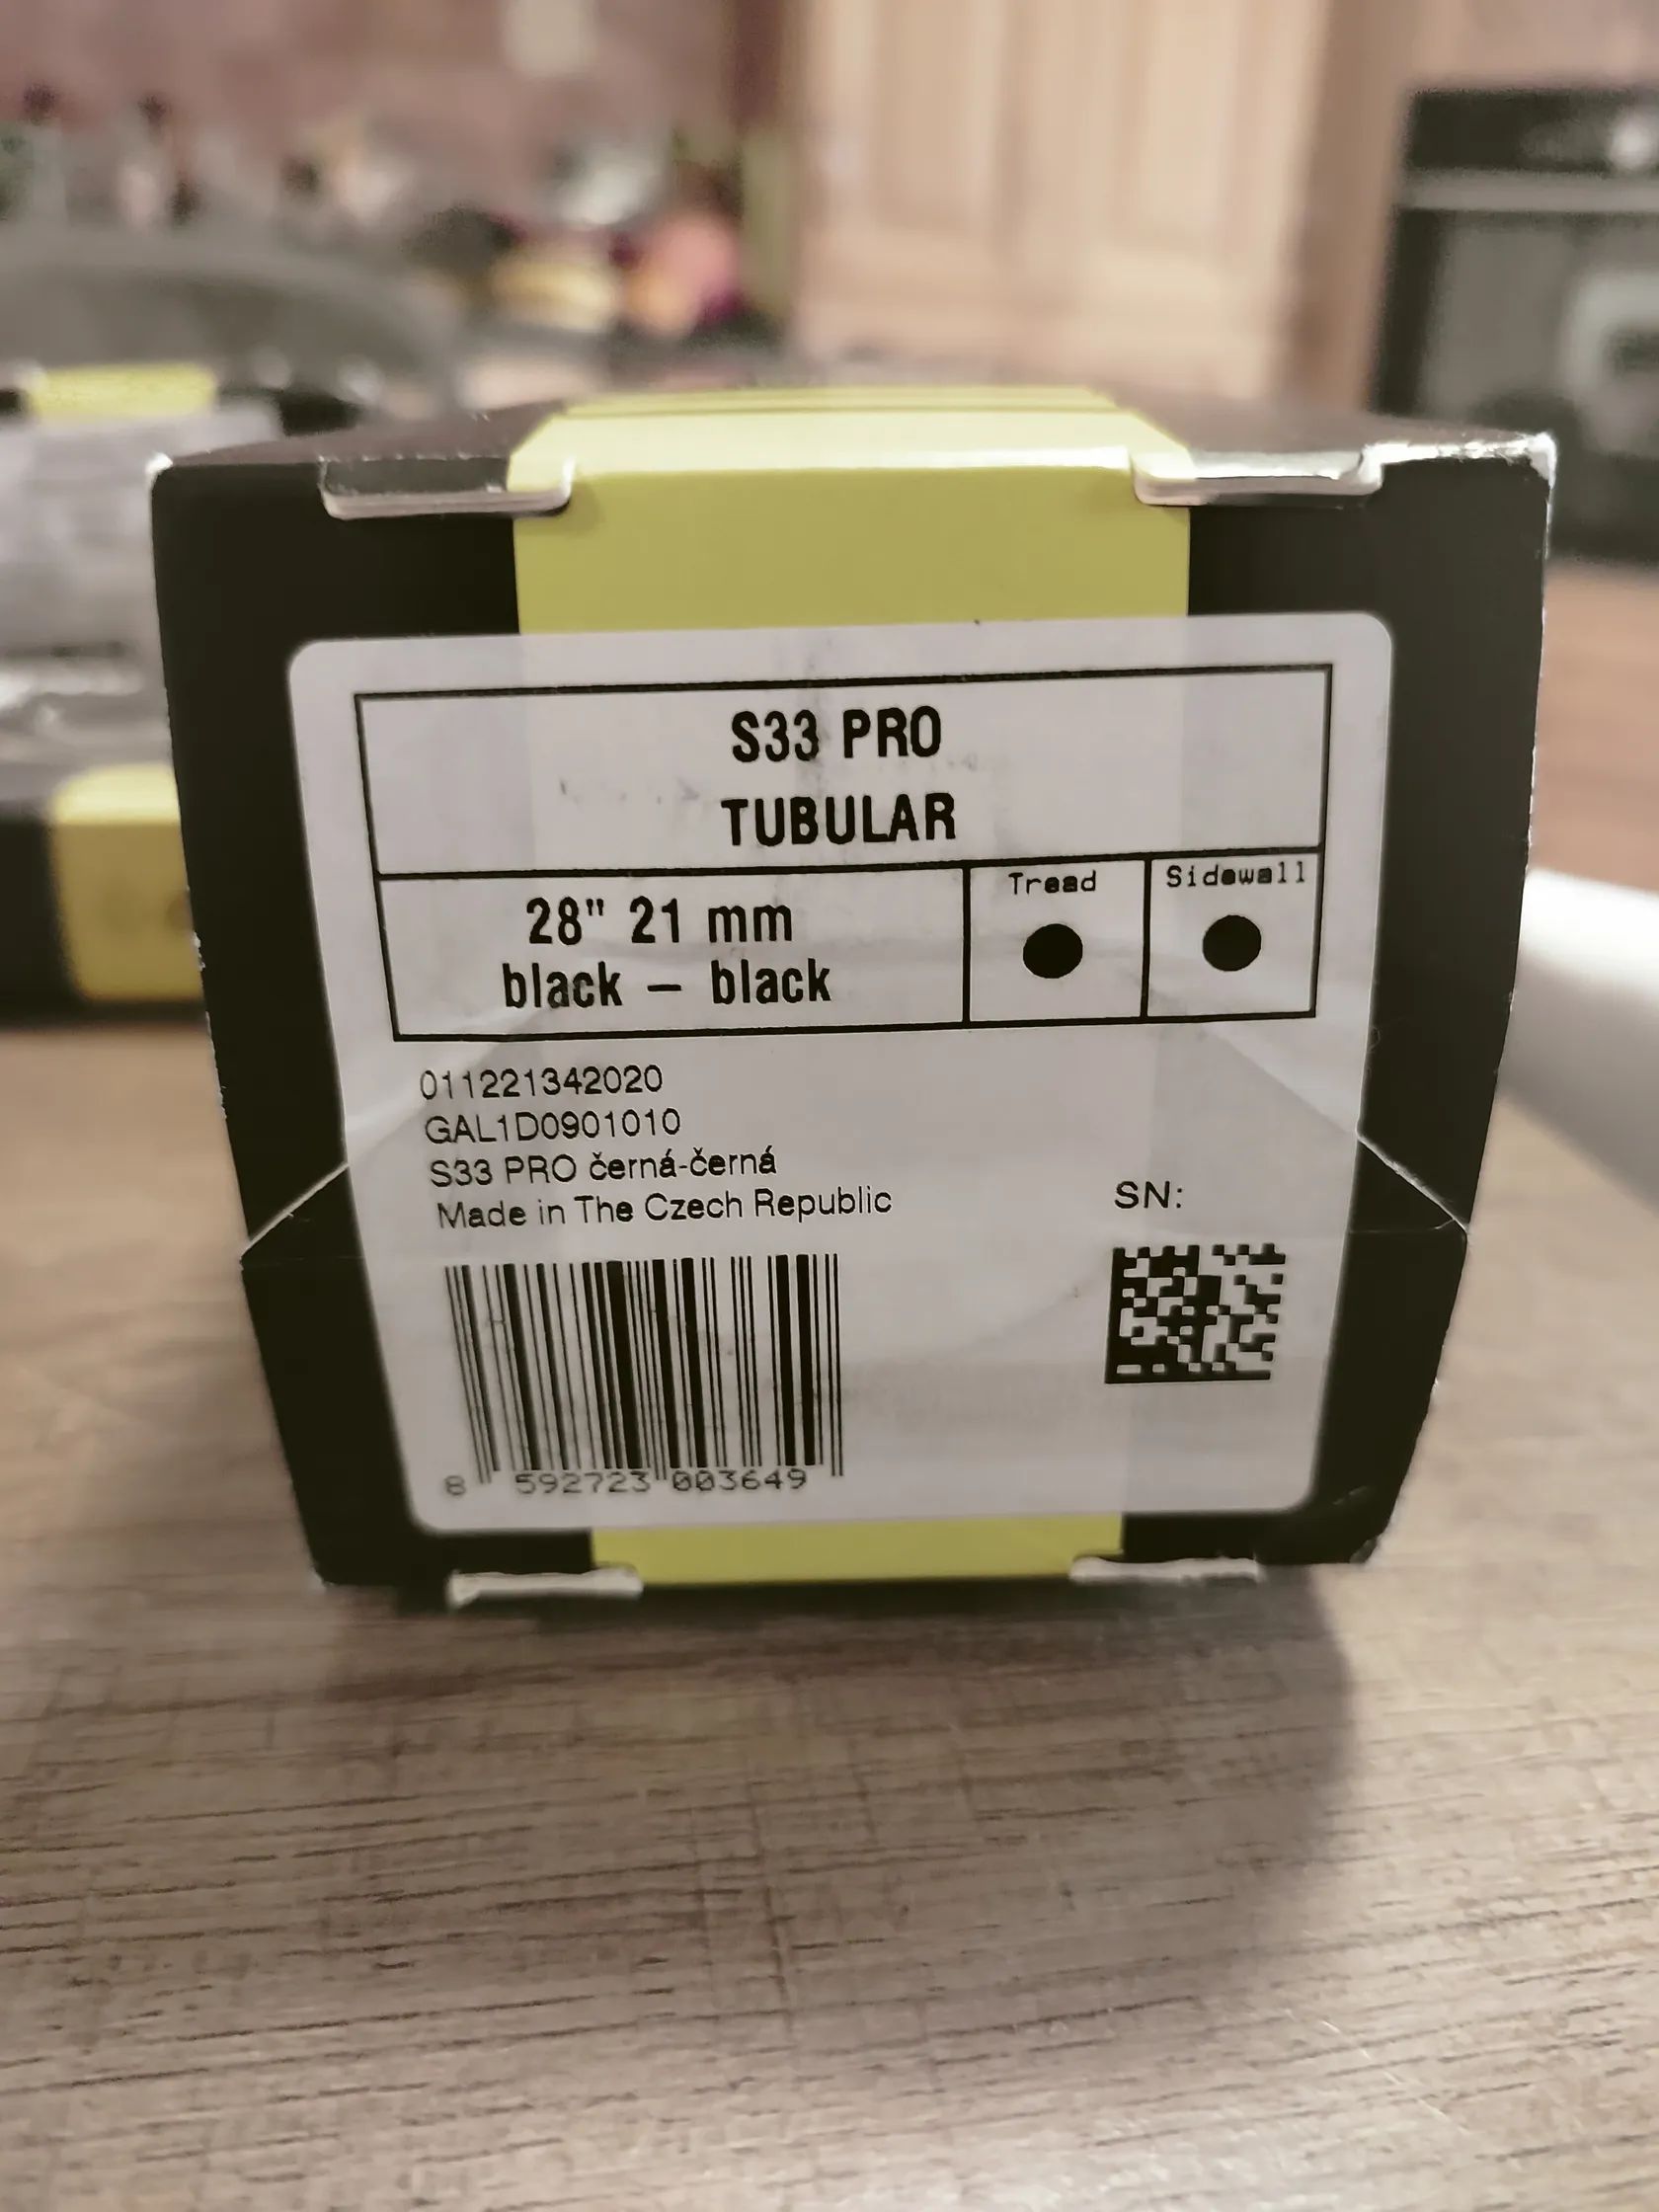 S33 PRO
TUBULAR
28" 21 mm
black – black
Tread
Sidewall
011221342020
GAL1D0901010
S33 PRO černá-černá
Made in The Czech Republic
SN:
8 592723 003649